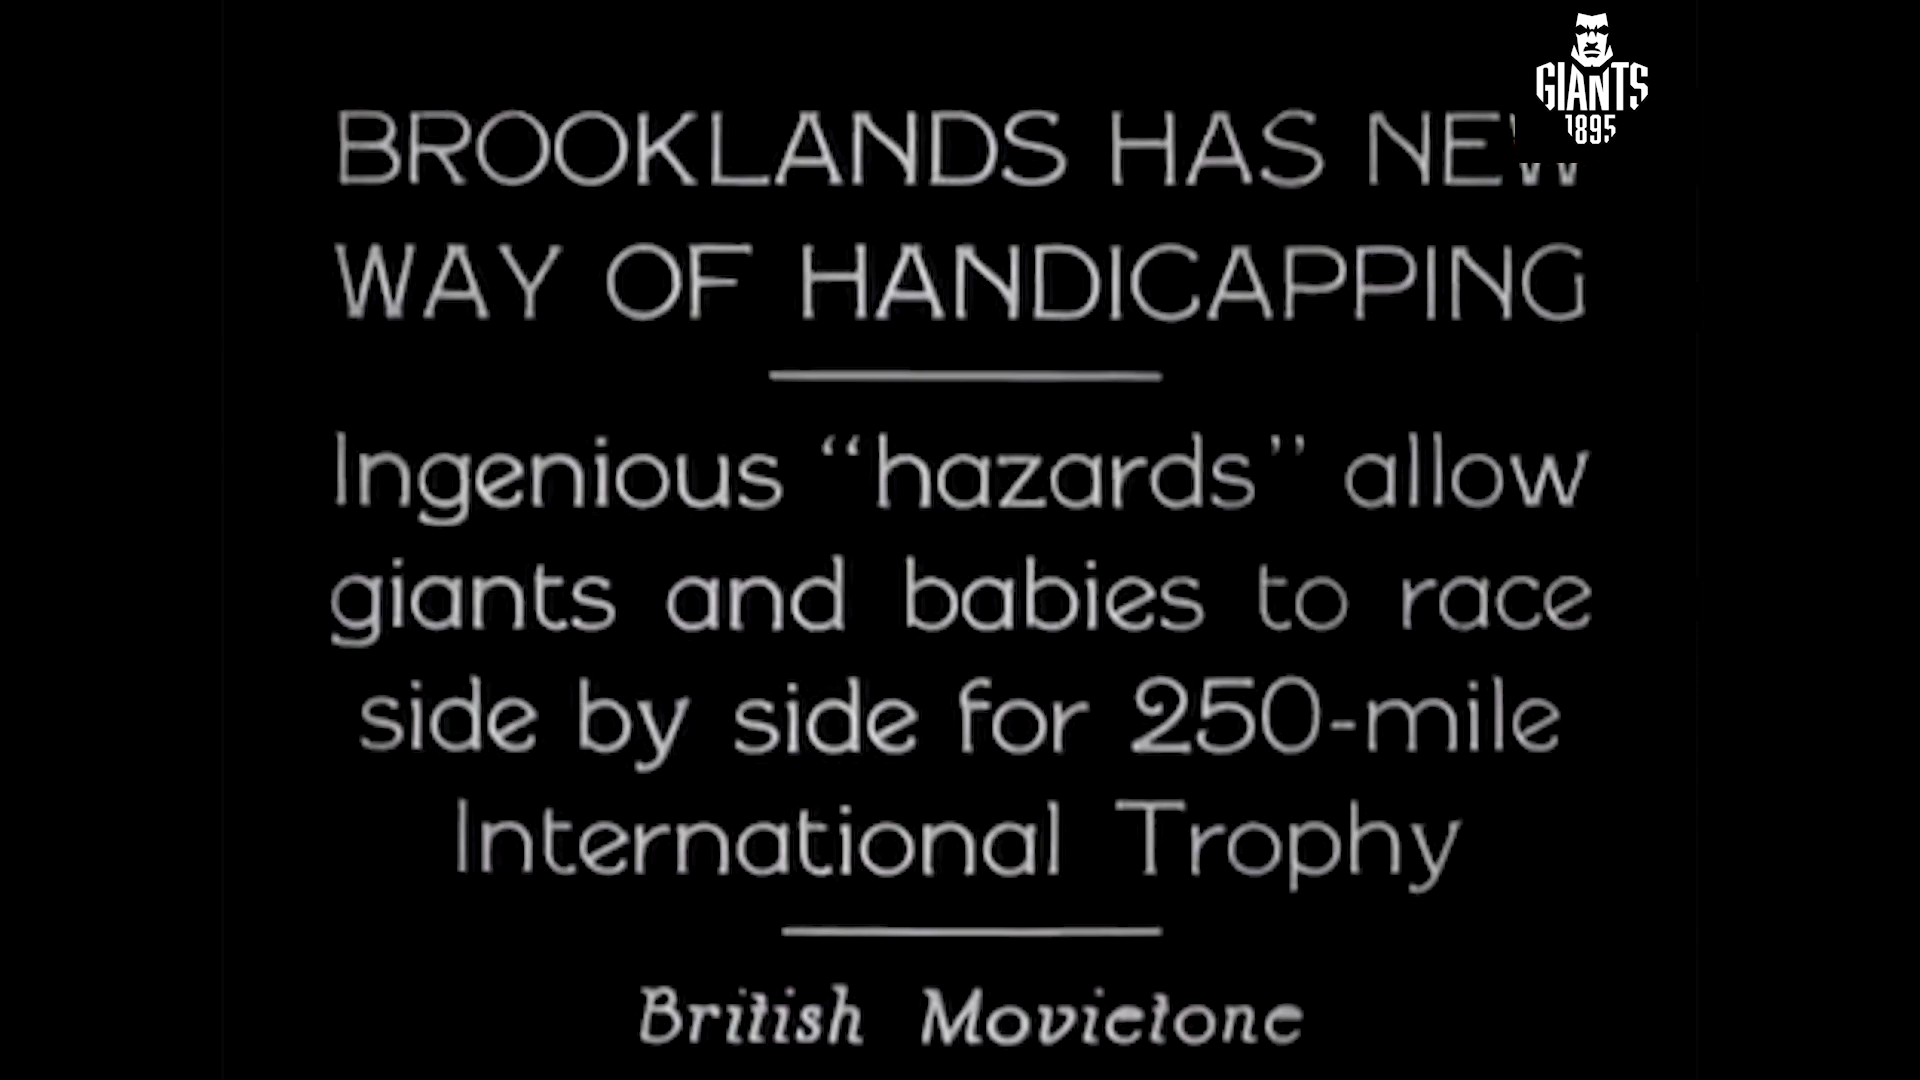 GIANTS
1895
BROOKLANDS HAS NEW
WAY OF HANDICAPPING
Ingenious “hazards” allow
giants and babies to race
side by side for 250-mile
International Trophy
British Movietone